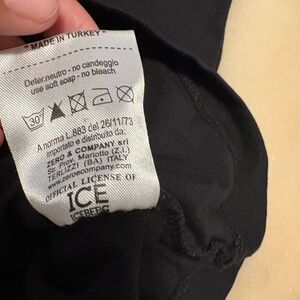 "MADE IN TURKEY"
Deter.neutro - no candeggio
use soft soap - no bleach
30°
A norma L.883 del 26/11/73
importato e distribuito da
ZERO & COMPANY srl
Str. Prov. Mariotto (Z.I.)
TERLIZZI (BA) ITALY
www.zeroecompany.com
OFFICIAL LICENSE OF
ICE
ICEBERG